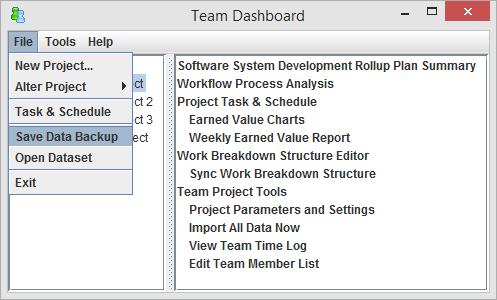 Team Dashboard
File Tools Help
New Project...
Alter Project
Task & Schedule
Save Data Backup
Open Dataset
Exit
ct
ct 2
ct 3
ject
Software System Development Rollup Plan Summary
Workflow Process Analysis
Project Task & Schedule
Earned Value Charts
Weekly Earned Value Report
Work Breakdown Structure Editor
Sync Work Breakdown Structure
Team Project Tools
Project Parameters and Settings
Import All Data Now
View Team Time Log
Edit Team Member List